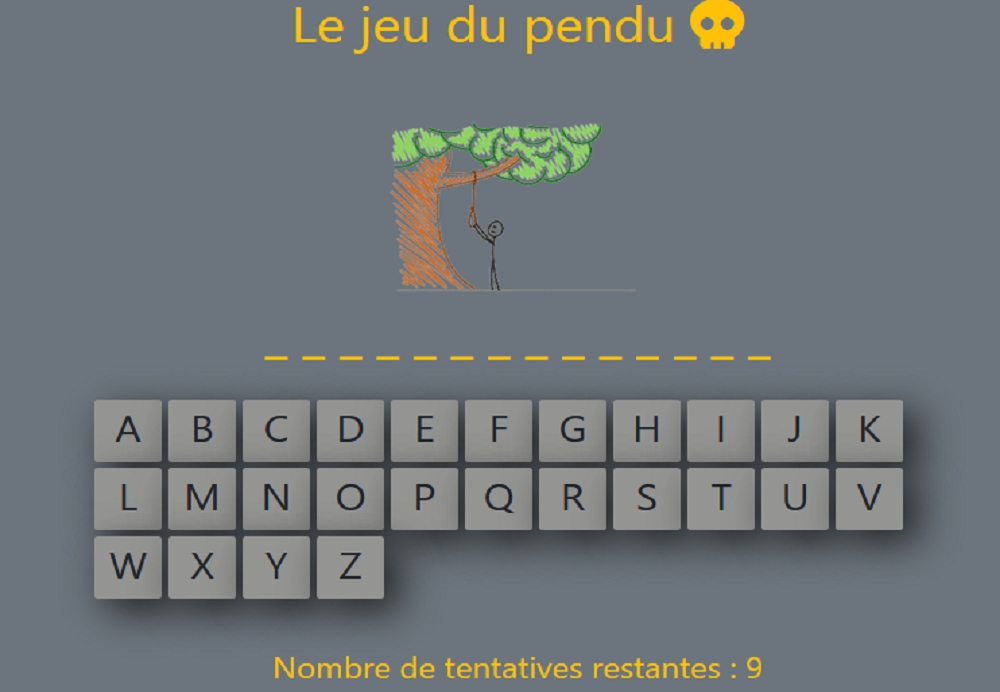 Le jeu du pendu
_ _ _ _ _ _ _ _ _ _ _ _ _ _
A B C D E F G H I J K
L M N O P Q R S T U V
W X Y Z
Nombre de tentatives restantes : 9